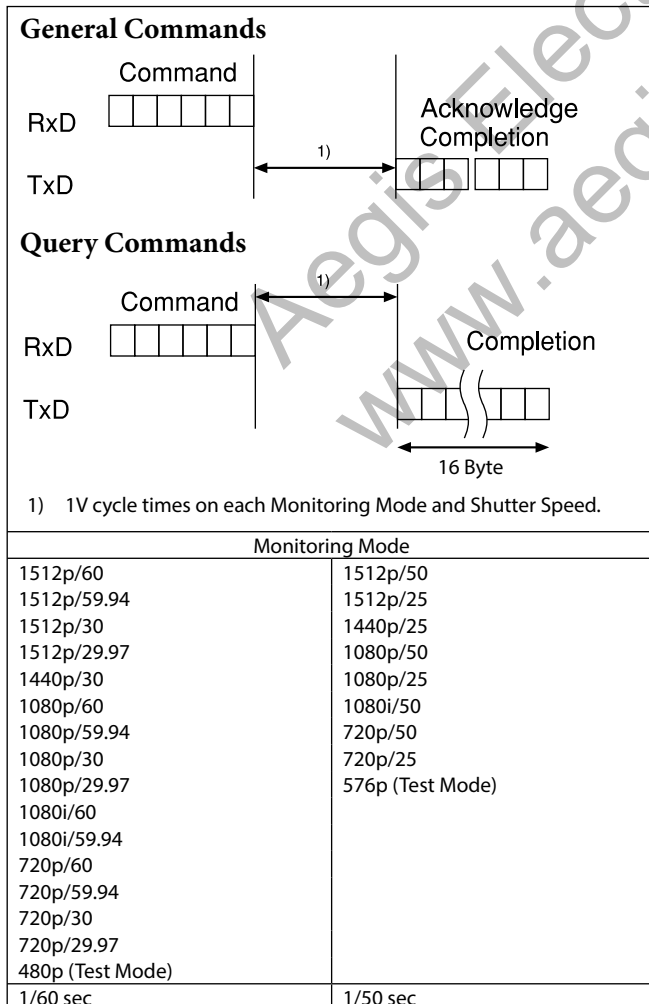 General Commands
Command
RxD
Acknowledge
Completion
1)
TxD
Query Commands
1)
Command
RxD
Completion
TxD
16 Byte
1) 1V cycle times on each Monitoring Mode and Shutter Speed.
Monitoring Mode
1512p/60 1512p/50
1512p/59.94 1512p/25
1512p/30 1440p/25
1512p/29.97 1080p/50
1440p/30 1080p/25
1080p/60 1080i/50
1080p/59.94 720p/50
1080p/30 720p/25
1080p/29.97 576p (Test Mode)
1080i/60
1080i/59.94
720p/60
720p/59.94
720p/30
720p/29.97
480p (Test Mode)
1/60 sec 1/50 sec
Aegis Elec
www.aegi